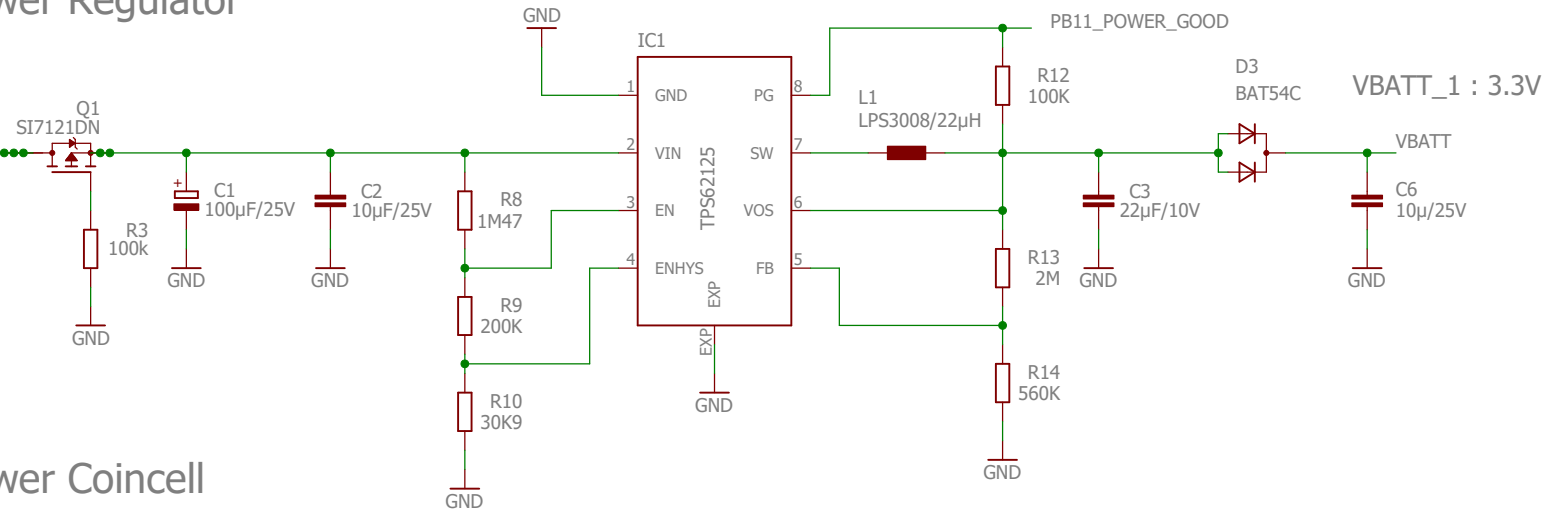 wer Regulator
GND
PB11_POWER_GOOD
IC1
D3
BAT54C
VBATT_1 : 3.3V
Q1
SI7121DN
1
GND
PG
8
R12
100K
L1
LPS3008/22µH
2
VIN
SW
7
VBATT
TPS62125
+
C1
100µF/25V
C2
10µF/25V
R8
1M47
3
EN
VOS
6
C3
22µF/10V
C6
10µ/25V
R3
100k
GND
GND
4
ENHYS
FB
5
R13
2M
GND
GND
R9
200K
EXP
EXP
GND
R14
560K
GND
R10
30K9
GND
wer Coincell
GND